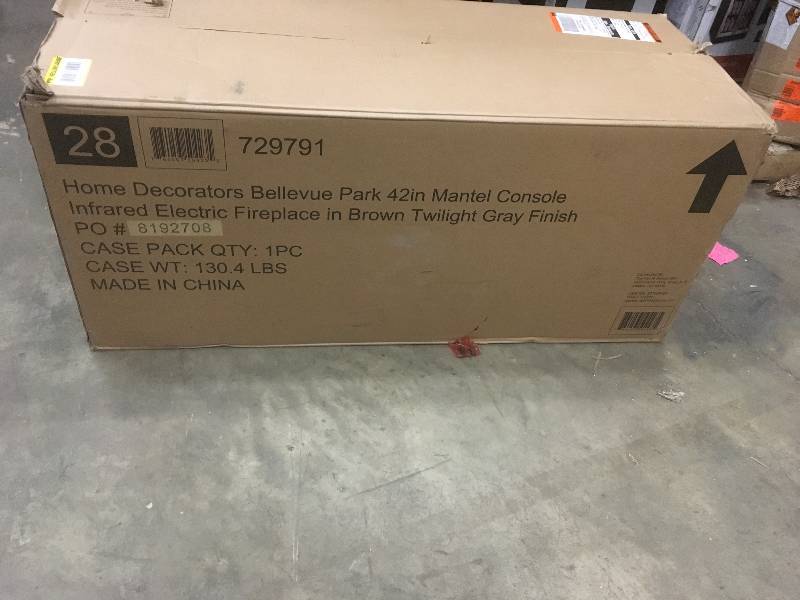 28
729791
Home Decorators Bellevue Park 42in Mantel Console
Infrared Electric Fireplace in Brown Twilight Gray Finish
PO # 8192708
CASE PACK QTY: 1PC
CASE WT: 130.4 LBS
MADE IN CHINA